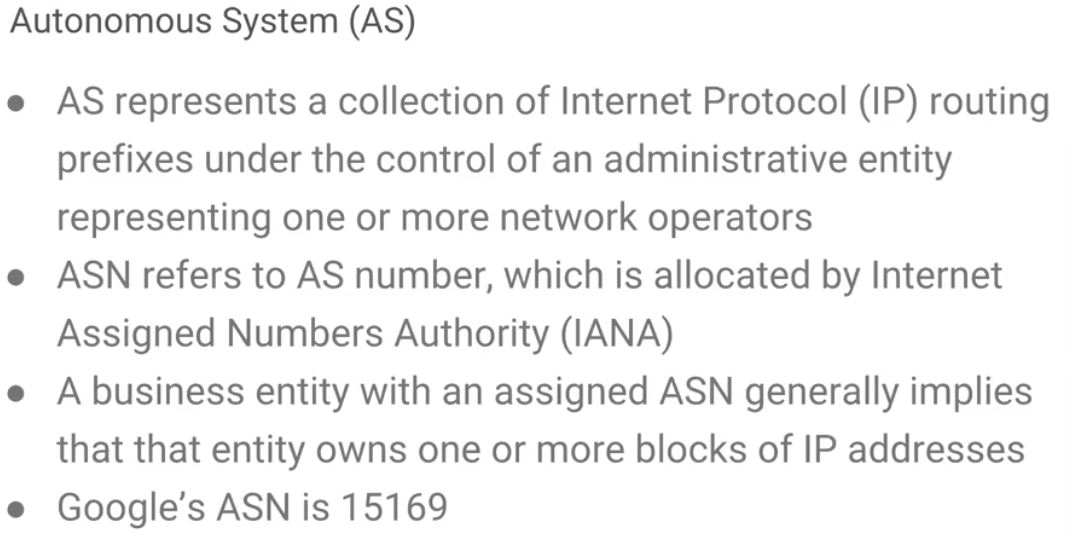 Autonomous System (AS)
● AS represents a collection of Internet Protocol (IP) routing
prefixes under the control of an administrative entity
representing one or more network operators
● ASN refers to AS number, which is allocated by Internet
Assigned Numbers Authority (IANA)
● A business entity with an assigned ASN generally implies
that that entity owns one or more blocks of IP addresses
● Google’s ASN is 15169